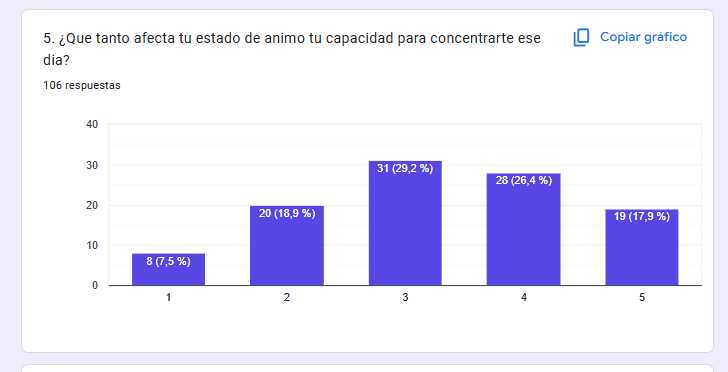 5. ¿Que tanto afecta tu estado de animo tu capacidad para concentrarte ese
dia?
Copiar gráfico
106 respuestas
40
30
20
10
0
8 (7,5 %)
20 (18,9 %)
31 (29,2 %)
28 (26,4 %)
19 (17,9 %)
1
2
3
4
5